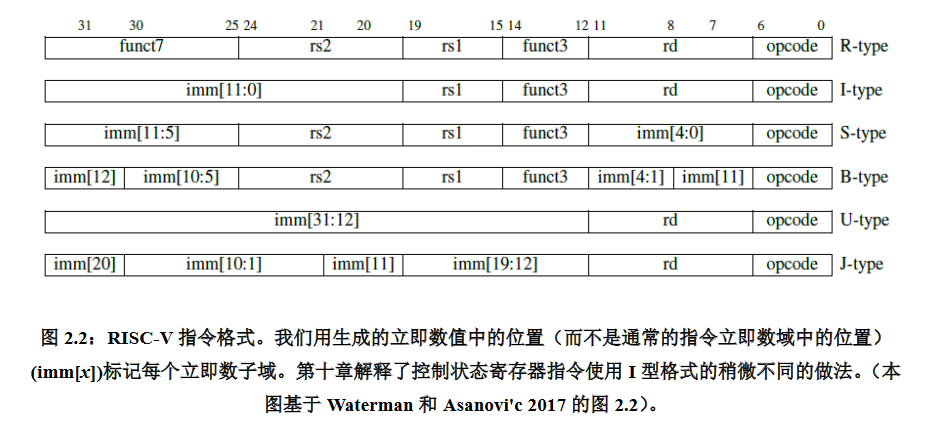 31 30 25 24 21 20 19 15 14 12 11 8 7 6 0
funct7 rs2 rs1 funct3 rd opcode R-type
imm[11:0] rs1 funct3 rd opcode I-type
imm[11:5] rs2 rs1 funct3 imm[4:0] opcode S-type
imm[12] imm[10:5] rs2 rs1 funct3 imm[4:1] imm[11] opcode B-type
imm[31:12] rd opcode U-type
imm[20] imm[10:1] imm[11] imm[19:12] rd opcode J-type
图 2.2：RISC-V 指令格式。我们用生成的立即数值中的位置（而不是通常的指令立即数域中的位置）
(imm[x])标记每个立即数子域。第十章解释了控制状态寄存器指令使用 I 型格式的稍微不同的做法。（本
图基于 Waterman 和 Asanovi'c 2017 的图 2.2）。